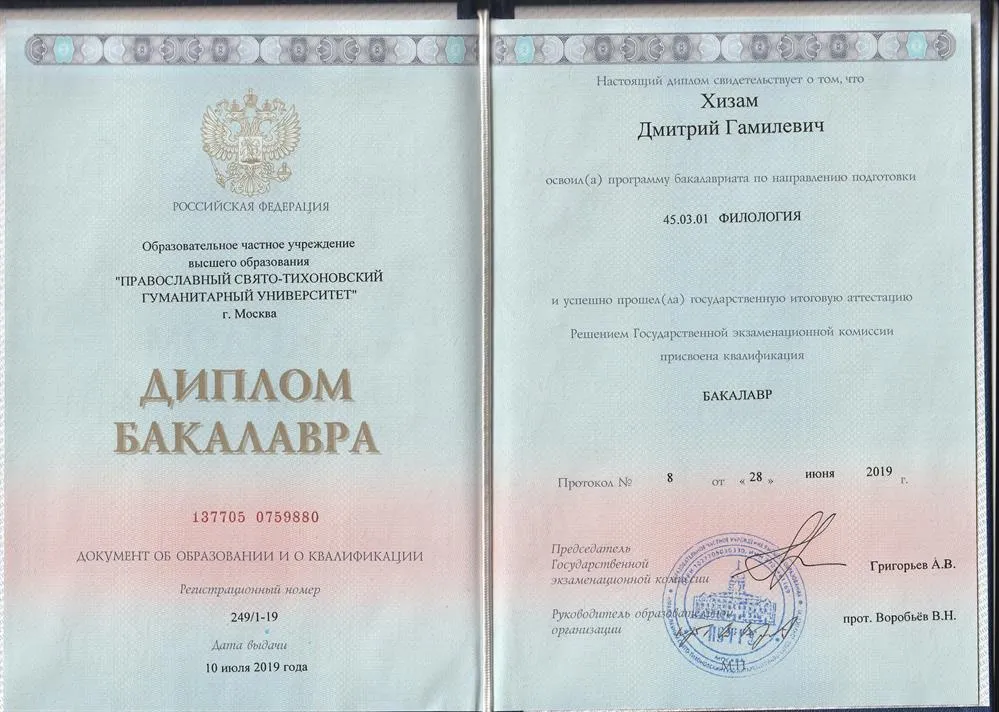 РОССИЙСКАЯ ФЕДЕРАЦИЯ
Образовательное частное учреждение
высшего образования
"ПРАВОСЛАВНЫЙ СВЯТО-ТИХОНОВСКИЙ
ГУМАНИТАРНЫЙ УНИВЕРСИТЕТ"
г. Москва
ДИПЛОМ
БАКАЛАВРА
137705 0759880
ДОКУМЕНТ ОБ ОБРАЗОВАНИИ И О КВАЛИФИКАЦИИ
Регистрационный номер
249/1-19
Дата выдачи
10 июля 2019 года
Настоящий диплом свидетельствует о том, что
Хизам
Дмитрий Гамилевич
освоил(а) программу бакалавриата по направлению подготовки
45.03.01 ФИЛОЛОГИЯ
и успешно прошел(ла) государственную итоговую аттестацию
Решением Государственной экзаменационной комиссии
присвоена квалификация
БАКАЛАВР
Протокол № 8 от « 28 » июня 2019 г.
Председатель
Государственной
экзаменационной комиссии
Григорьев А.В.
Руководитель образовательной
организации
прот. Воробьёв В.Н.
М.П.